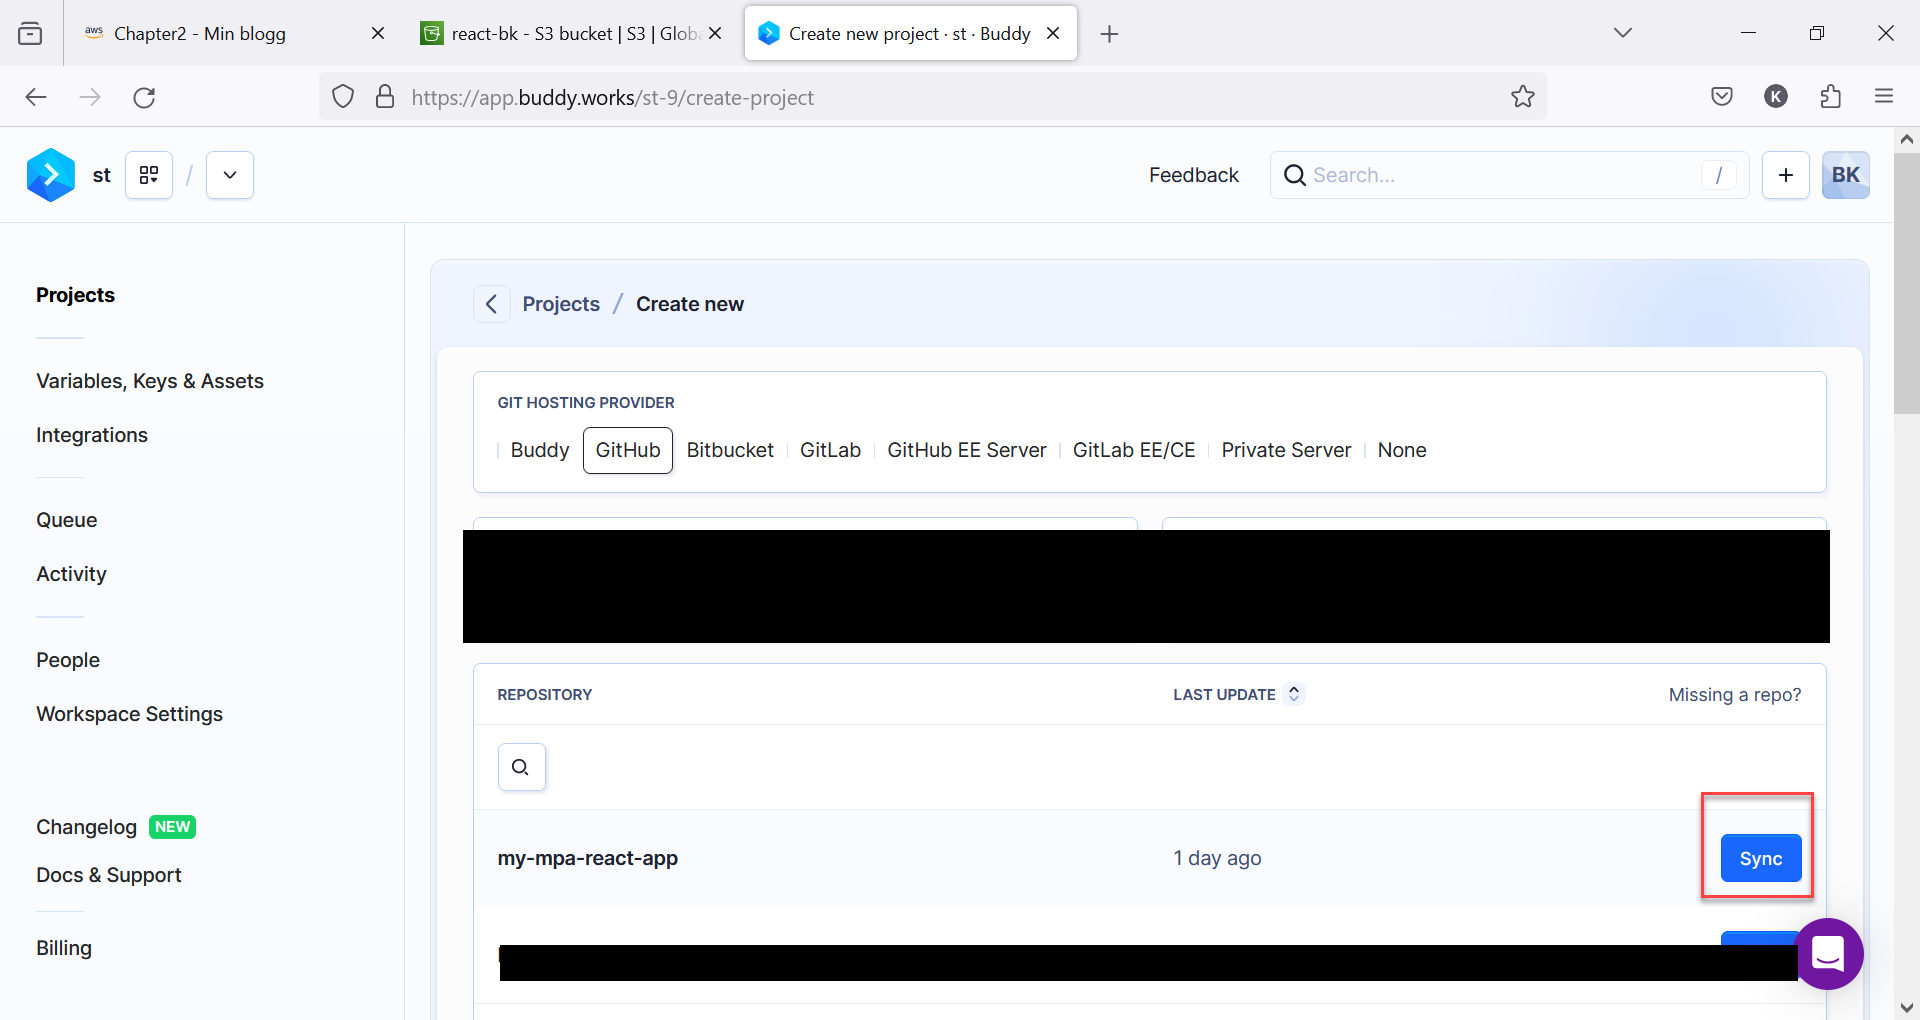 Chapter2 - Min blogg
react-bk - S3 bucket | S3 | Glob
Create new project · st · Buddy
https://app.buddy.works/st-9/create-project
K
st
/
Feedback
Search...
/
BK
Projects
Variables, Keys & Assets
Integrations
Queue
Activity
People
Workspace Settings
Changelog NEW
Docs & Support
Billing
Projects / Create new
GIT HOSTING PROVIDER
Buddy GitHub Bitbucket GitLab GitHub EE Server GitLab EE/CE Private Server None
REPOSITORY LAST UPDATE Missing a repo?
my-mpa-react-app 1 day ago Sync